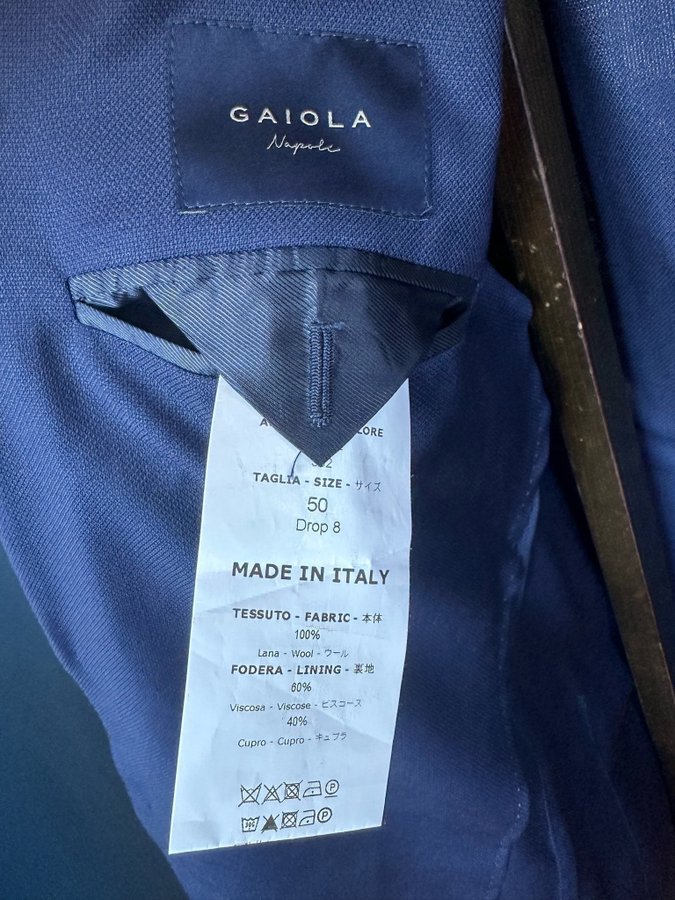 GAIOLA
Napoli
LORE
TAGLIA - SIZE - サイズ
50
Drop 8
MADE IN ITALY
TESSUTO - FABRIC - 本体
100%
Lana - Wool - ウール
FODERA - LINING - 裏地
60%
Viscosa - Viscose - ビスコース
40%
Cupro - Cupro - キュプラ